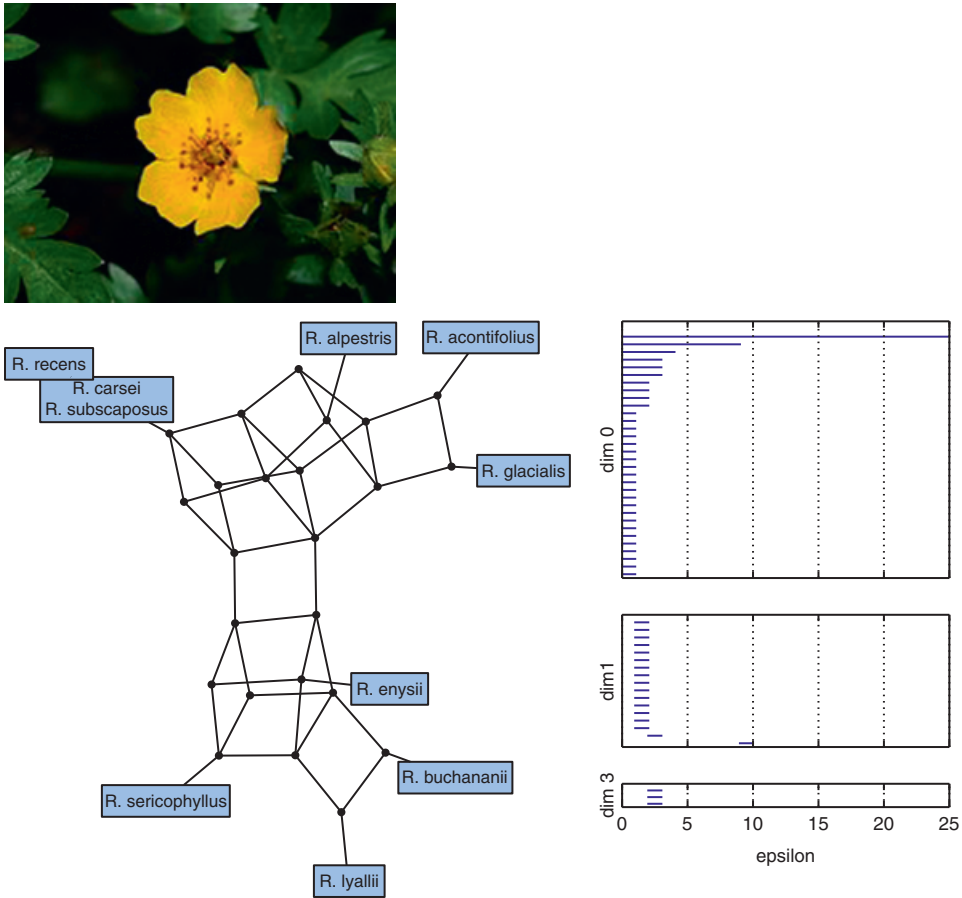 R. alpestris
R. acontifolius
R. recens
R. carsei
R. subscaposus
R. glacialis
R. enysii
R. buchananii
R. sericophyllus
R. lyallii
dim 0
dim1
dim 3
0 5 10 15 20 25
epsilon